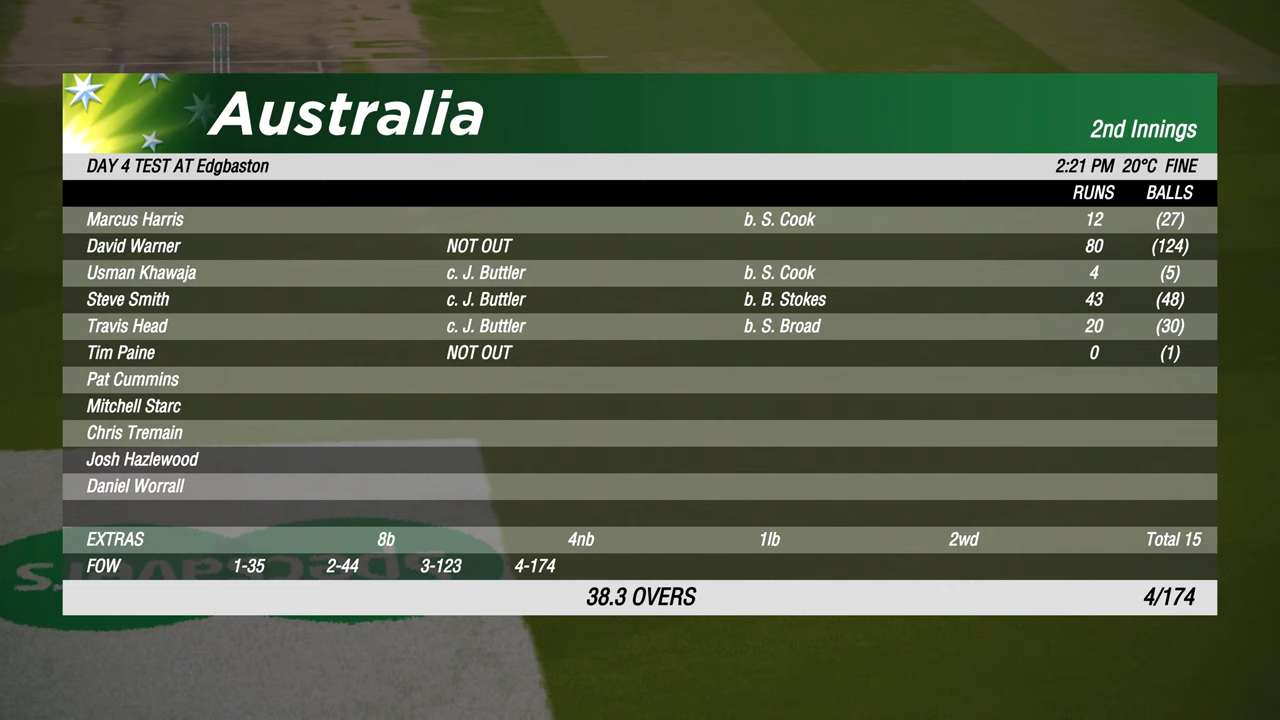 Australia
2nd Innings
DAY 4 TEST AT Edgbaston 2:21 PM 20°C FINE
RUNS BALLS
Marcus Harris b. S. Cook 12 (27)
David Warner NOT OUT 80 (124)
Usman Khawaja c. J. Buttler b. S. Cook 4 (5)
Steve Smith c. J. Buttler b. B. Stokes 43 (48)
Travis Head c. J. Buttler b. S. Broad 20 (30)
Tim Paine NOT OUT 0 (1)
Pat Cummins
Mitchell Starc
Chris Tremain
Josh Hazlewood
Daniel Worrall
EXTRAS 8b 4nb 1lb 2wd Total 15
FOW 1-35 2-44 3-123 4-174
38.3 OVERS 4/174
Specsavers